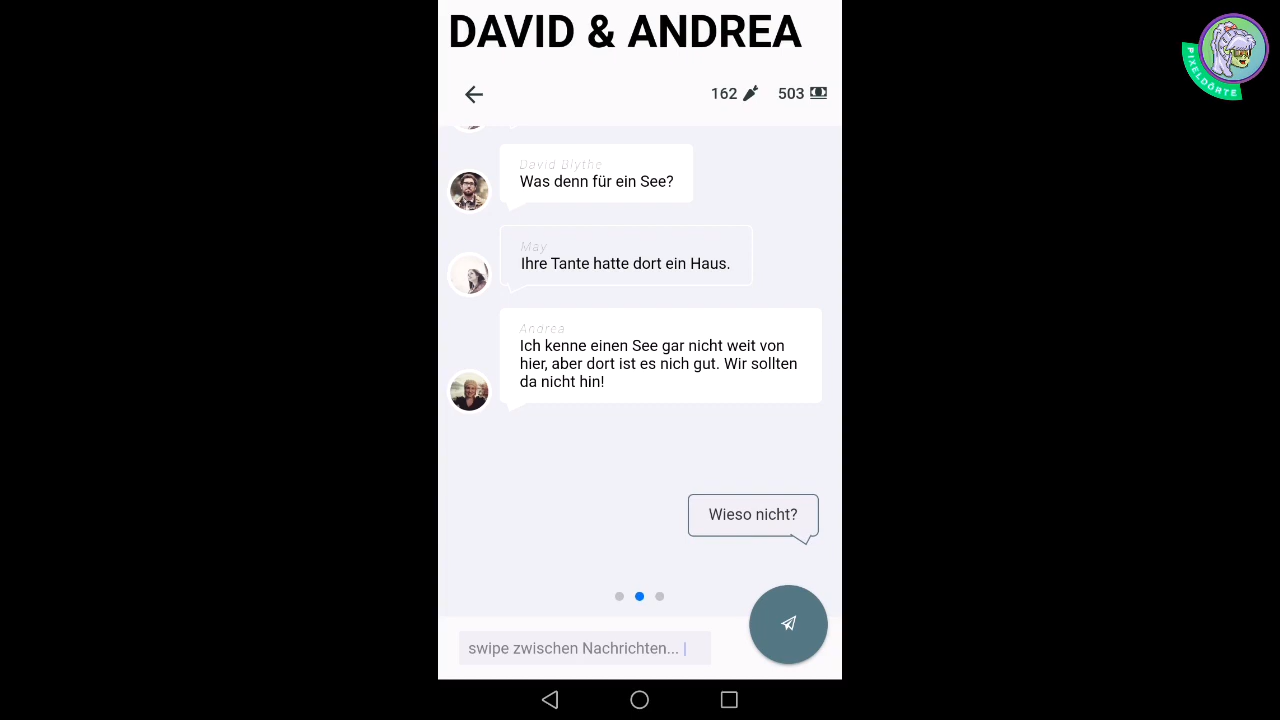 DAVID & ANDREA
162
503
David Blythe
Was denn für ein See?
May
Ihre Tante hatte dort ein Haus.
Andrea
Ich kenne einen See gar nicht weit von
hier, aber dort ist es nich gut. Wir sollten
da nicht hin!
Wieso nicht?
swipe zwischen Nachrichten...
PIXELDÖRTE